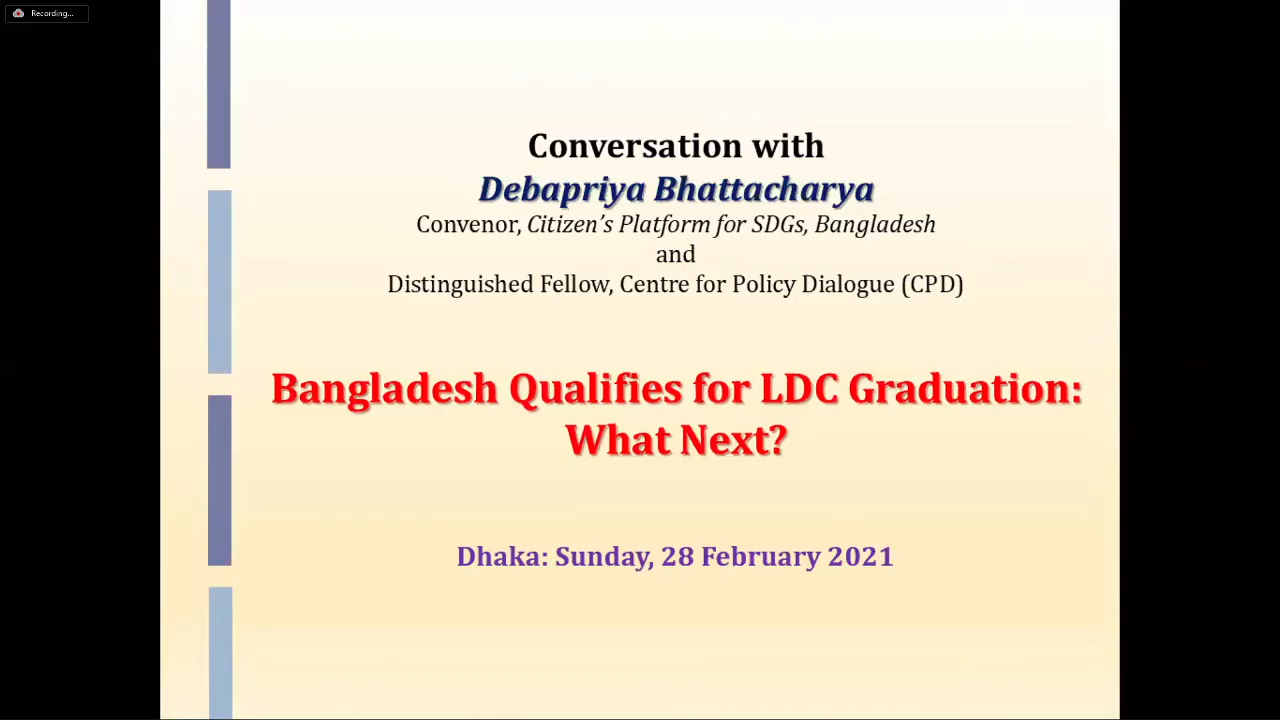 Recording...
Conversation with
Debapriya Bhattacharya
Convenor, Citizen’s Platform for SDGs, Bangladesh
and
Distinguished Fellow, Centre for Policy Dialogue (CPD)
Bangladesh Qualifies for LDC Graduation:
What Next?
Dhaka: Sunday, 28 February 2021